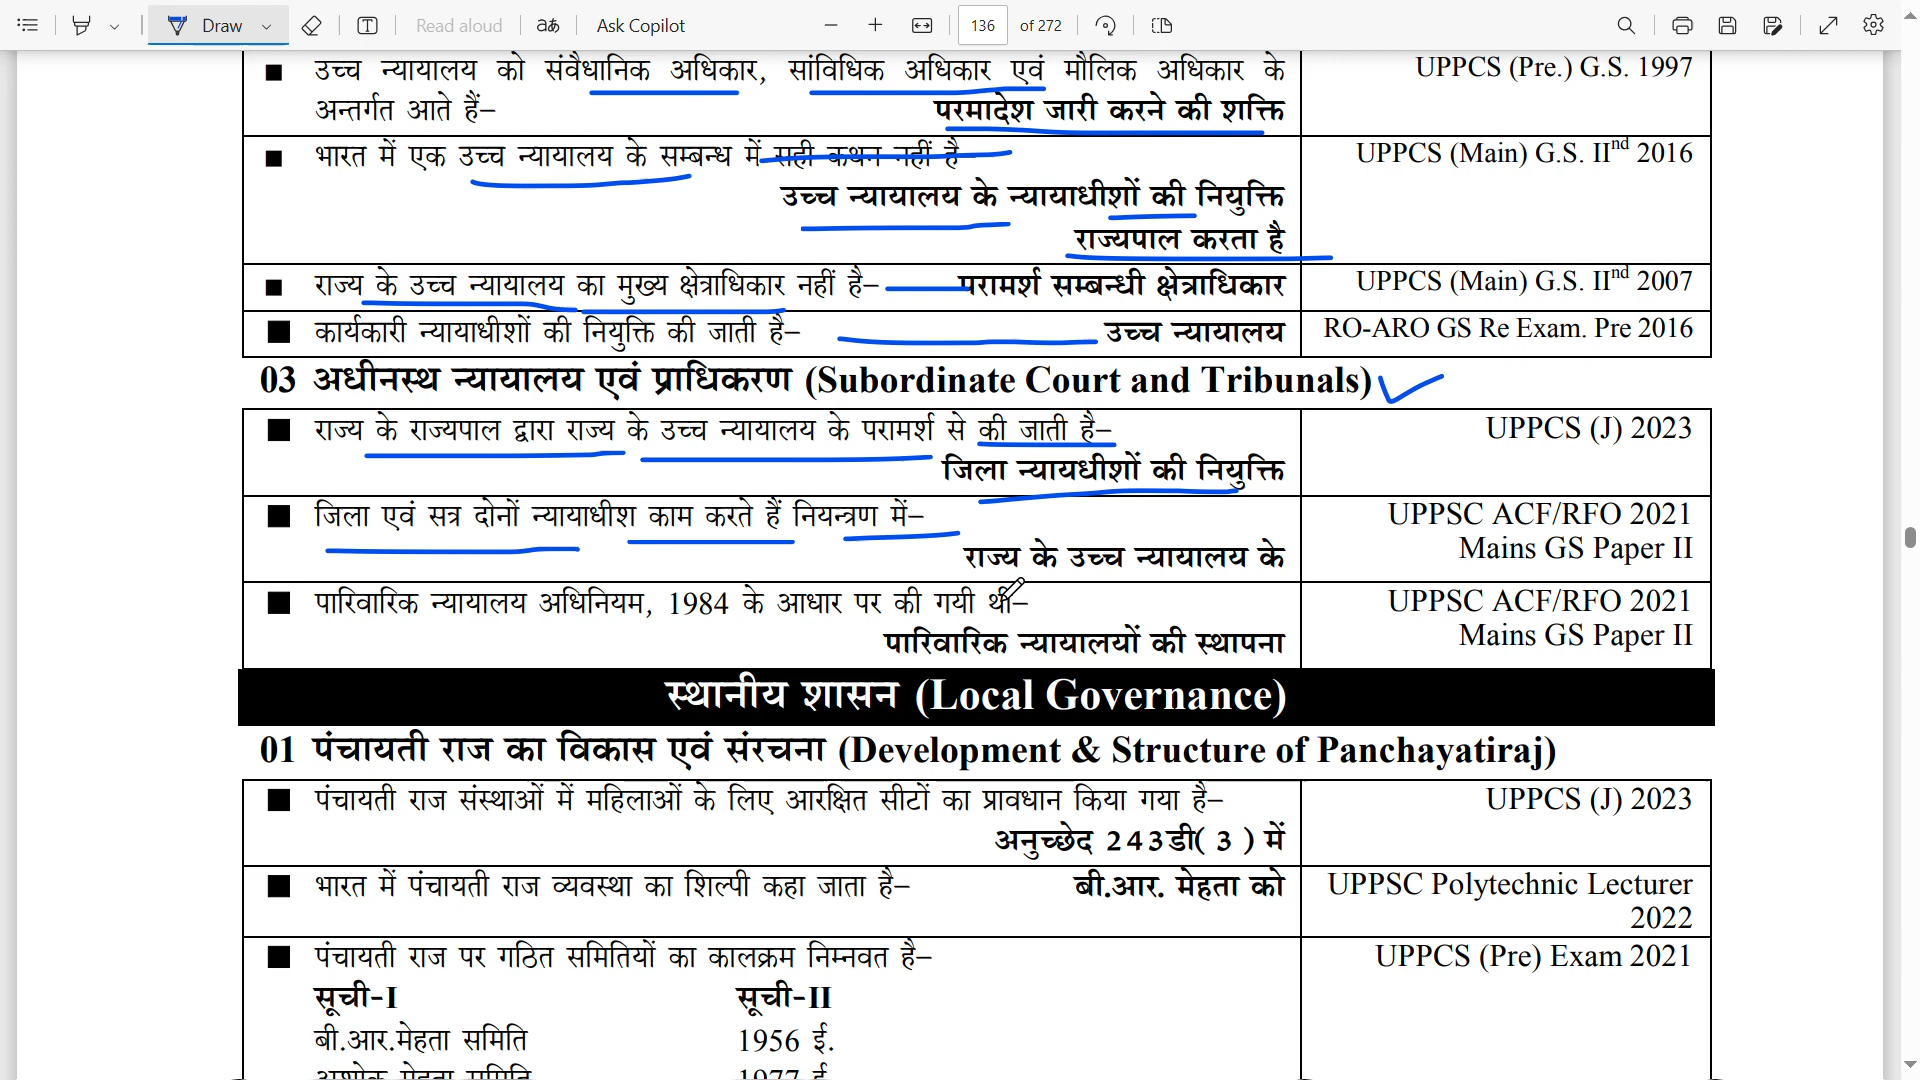 Draw
Read aloud
Ask Copilot
136 of 272
उच्च न्यायालय को संवैधानिक अधिकार, सांविधिक अधिकार एवं मौलिक अधिकार के UPPCS (Pre.) G.S. 1997
अन्तर्गत आते हैं– परमादेश जारी करने की शक्ति
भारत में एक उच्च न्यायालय के सम्बन्ध में सही कथन नहीं है UPPCS (Main) G.S. IInd 2016
उच्च न्यायालय के न्यायाधीशों की नियुक्ति
राज्यपाल करता है
राज्य के उच्च न्यायालय का मुख्य क्षेत्राधिकार नहीं है– परामर्श सम्बन्धी क्षेत्राधिकार UPPCS (Main) G.S. IInd 2007
कार्यकारी न्यायाधीशों की नियुक्ति की जाती है– उच्च न्यायालय RO-ARO GS Re Exam. Pre 2016
03 अधीनस्थ न्यायालय एवं प्राधिकरण (Subordinate Court and Tribunals)
राज्य के राज्यपाल द्वारा राज्य के उच्च न्यायालय के परामर्श से की जाती है– UPPCS (J) 2023
जिला न्यायधीशों की नियुक्ति
जिला एवं सत्र दोनों न्यायाधीश काम करते हैं नियन्त्रण में– UPPSC ACF/RFO 2021
राज्य के उच्च न्यायालय के Mains GS Paper II
पारिवारिक न्यायालय अधिनियम, 1984 के आधार पर की गयी थी– UPPSC ACF/RFO 2021
पारिवारिक न्यायालयों की स्थापना Mains GS Paper II
स्थानीय शासन (Local Governance)
01 पंचायती राज का विकास एवं संरचना (Development & Structure of Panchayatiraj)
पंचायती राज संस्थाओं में महिलाओं के लिए आरक्षित सीटों का प्रावधान किया गया है– UPPCS (J) 2023
अनुच्छेद 243डी( 3 ) में
भारत में पंचायती राज व्यवस्था का शिल्पी कहा जाता है– बी.आर. मेहता को UPPSC Polytechnic Lecturer
2022
पंचायती राज पर गठित समितियों का कालक्रम निम्नवत है– UPPCS (Pre) Exam 2021
सूची-I सूची-II
बी.आर.मेहता समिति 1956 ई.
अशोक मेहता समिति 1977 ई